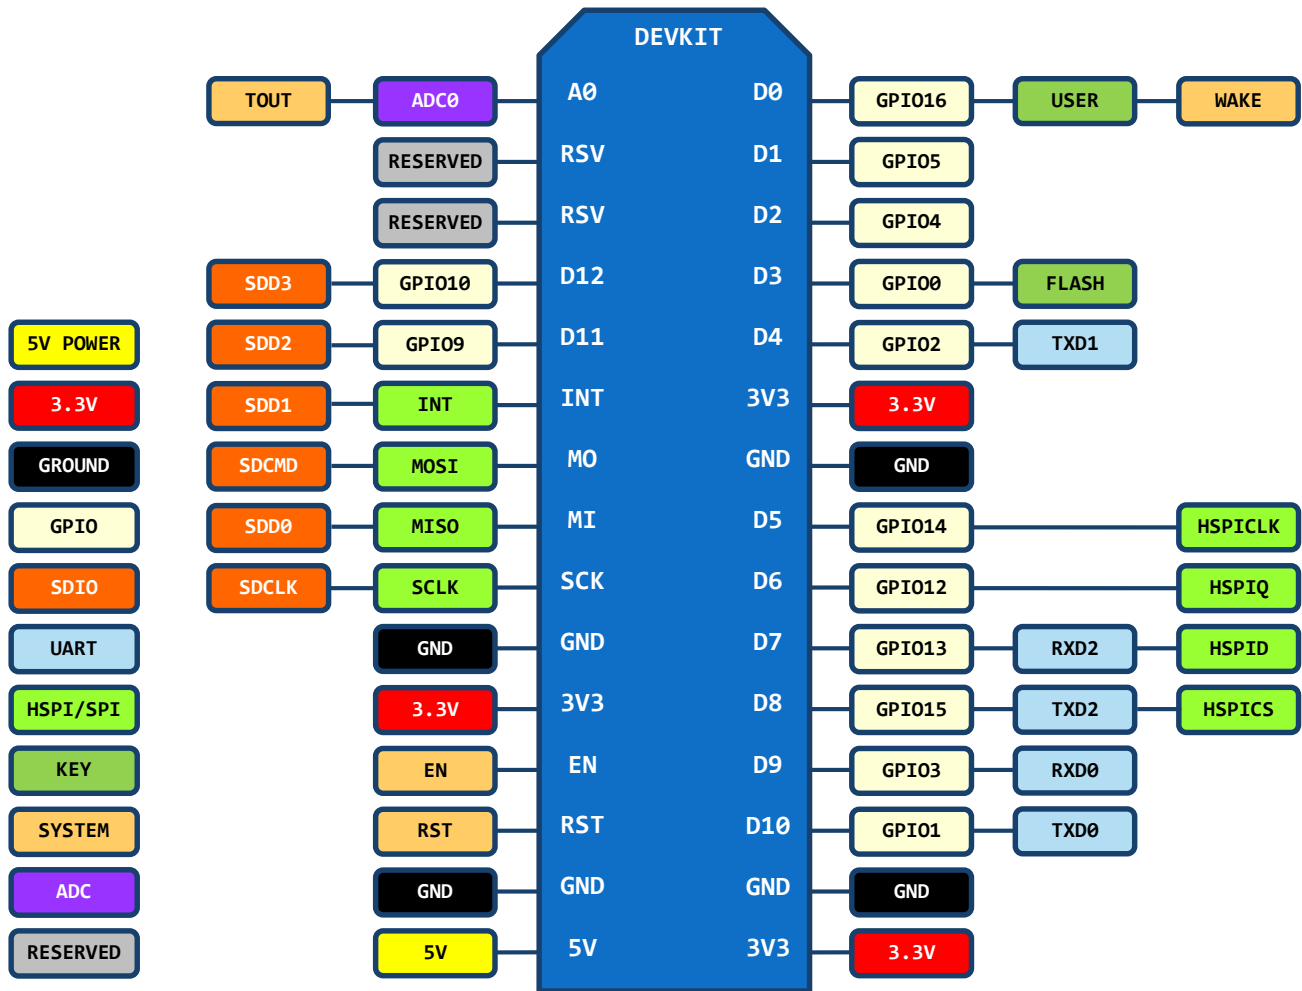 DEVKIT
TOUT ADC0 A0 D0 GPIO16 USER WAKE
RESERVED RSV D1 GPIO5
RESERVED RSV D2 GPIO4
SDD3 GPIO10 D12 D3 GPIO0 FLASH
5V POWER SDD2 GPIO9 D11 D4 GPIO2 TXD1
3.3V SDD1 INT INT 3V3 3.3V
GROUND SDCMD MOSI MO GND GND
GPIO SDD0 MISO MI D5 GPIO14 HSPICLK
SDIO SDCLK SCLK SCK D6 GPIO12 HSPIQ
UART GND GND D7 GPIO13 RXD2 HSPID
HSPI/SPI 3.3V 3V3 D8 GPIO15 TXD2 HSPICS
KEY EN EN D9 GPIO3 RXD0
SYSTEM RST RST D10 GPIO1 TXD0
ADC GND GND GND GND
RESERVED 5V 5V 3V3 3.3V